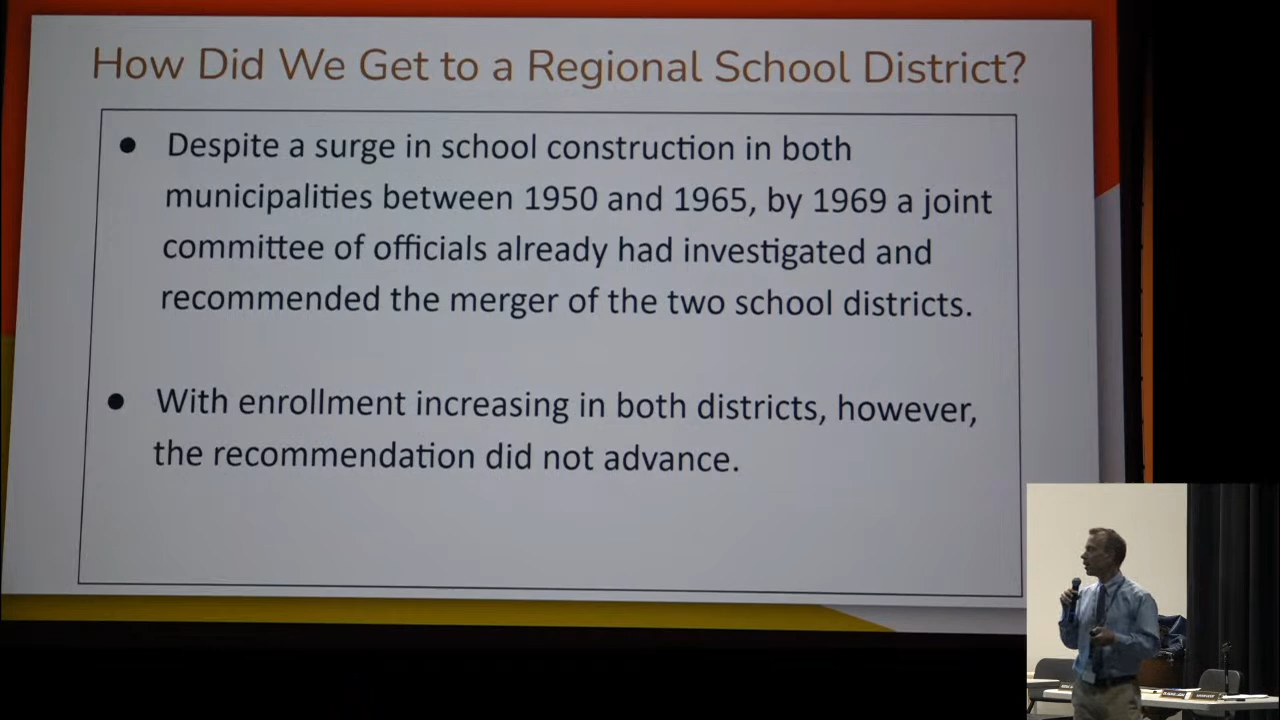 How Did We Get to a Regional School District?
● Despite a surge in school construction in both
municipalities between 1950 and 1965, by 1969 a joint
committee of officials already had investigated and
recommended the merger of the two school districts.
● With enrollment increasing in both districts, however,
the recommendation did not advance.